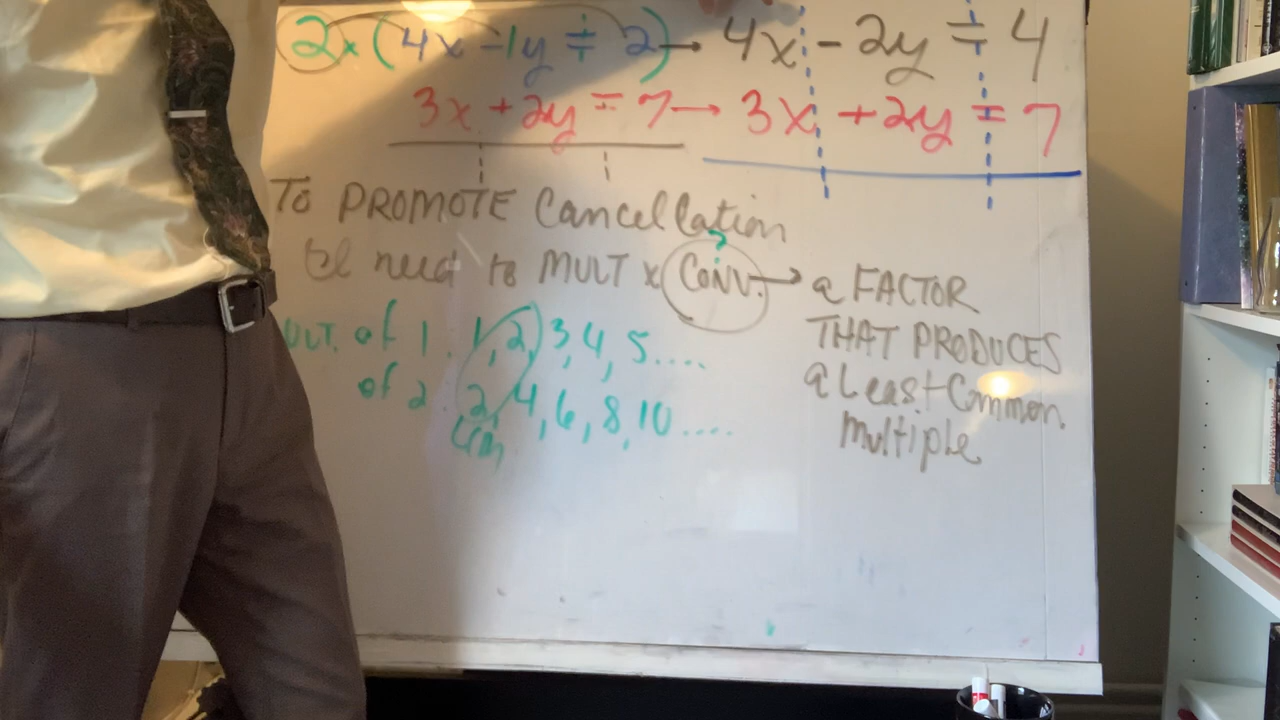 2x (4x - 1y = 2) → 4x - 2y = 4
3x + 2y = 7 → 3x + 2y = 7
To PROMOTE Cancellation
I need to MULT x CONV. → a FACTOR
?
THAT PRODUCES
a Least Common
Multiple
ULT. of 1 1, 2, 3, 4, 5....
of 2 2, 4, 6, 8, 10....
LCM